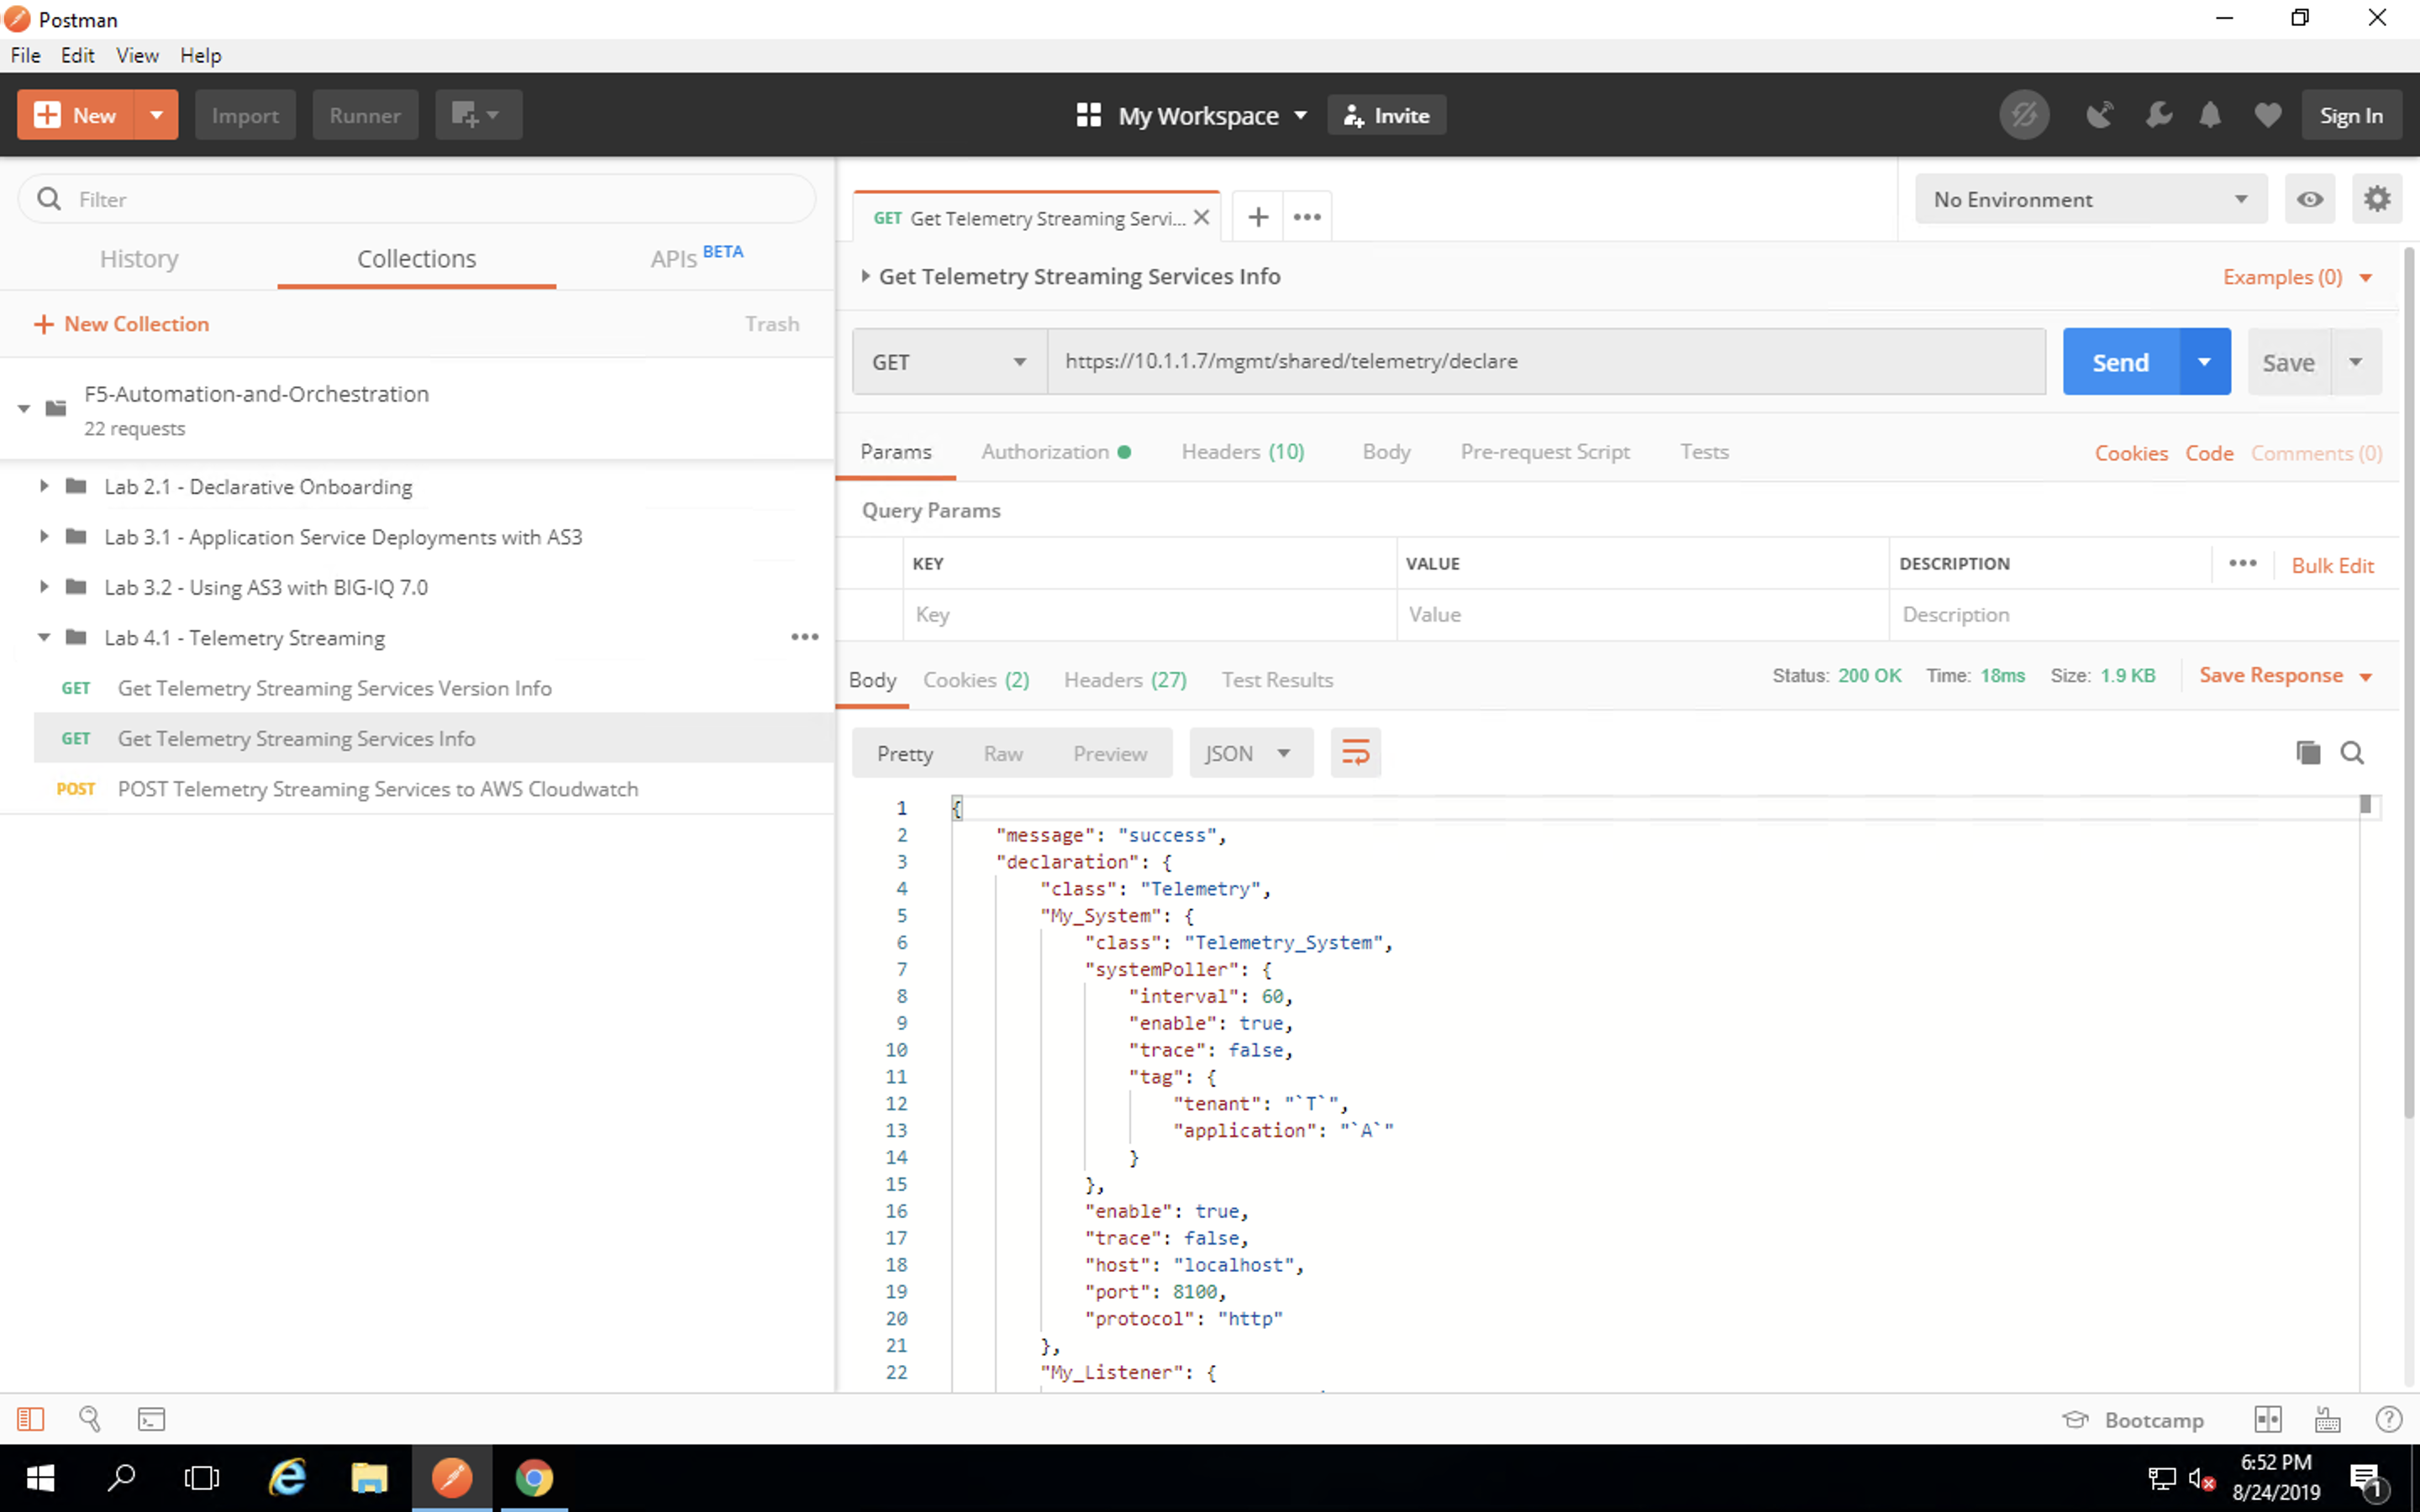 Postman
File Edit View Help
New Import Runner My Workspace Invite Sign In
Filter
History Collections APIs BETA
New Collection Trash
F5-Automation-and-Orchestration
22 requests
Lab 2.1 - Declarative Onboarding
Lab 3.1 - Application Service Deployments with AS3
Lab 3.2 - Using AS3 with BIG-IQ 7.0
Lab 4.1 - Telemetry Streaming
GET Get Telemetry Streaming Services Version Info
GET Get Telemetry Streaming Services Info
POST POST Telemetry Streaming Services to AWS Cloudwatch
GET Get Telemetry Streaming Servi...
No Environment
Get Telemetry Streaming Services Info Examples (0)
GET https://10.1.1.7/mgmt/shared/telemetry/declare Send Save
Params Authorization Headers (10) Body Pre-request Script Tests Cookies Code Comments (0)
Query Params
KEY VALUE DESCRIPTION Bulk Edit
Key Value Description
Body Cookies (2) Headers (27) Test Results Status: 200 OK Time: 18ms Size: 1.9 KB Save Response
Pretty Raw Preview JSON
1 {
2 "message": "success",
3 "declaration": {
4 "class": "Telemetry",
5 "My_System": {
6 "class": "Telemetry_System",
7 "systemPoller": {
8 "interval": 60,
9 "enable": true,
10 "trace": false,
11 "tag": {
12 "tenant": "`T`",
13 "application": "`A`"
14 }
15 },
16 "enable": true,
17 "trace": false,
18 "host": "localhost",
19 "port": 8100,
20 "protocol": "http"
21 },
22 "My_Listener": {
Bootcamp
6:52 PM
8/24/2019
1